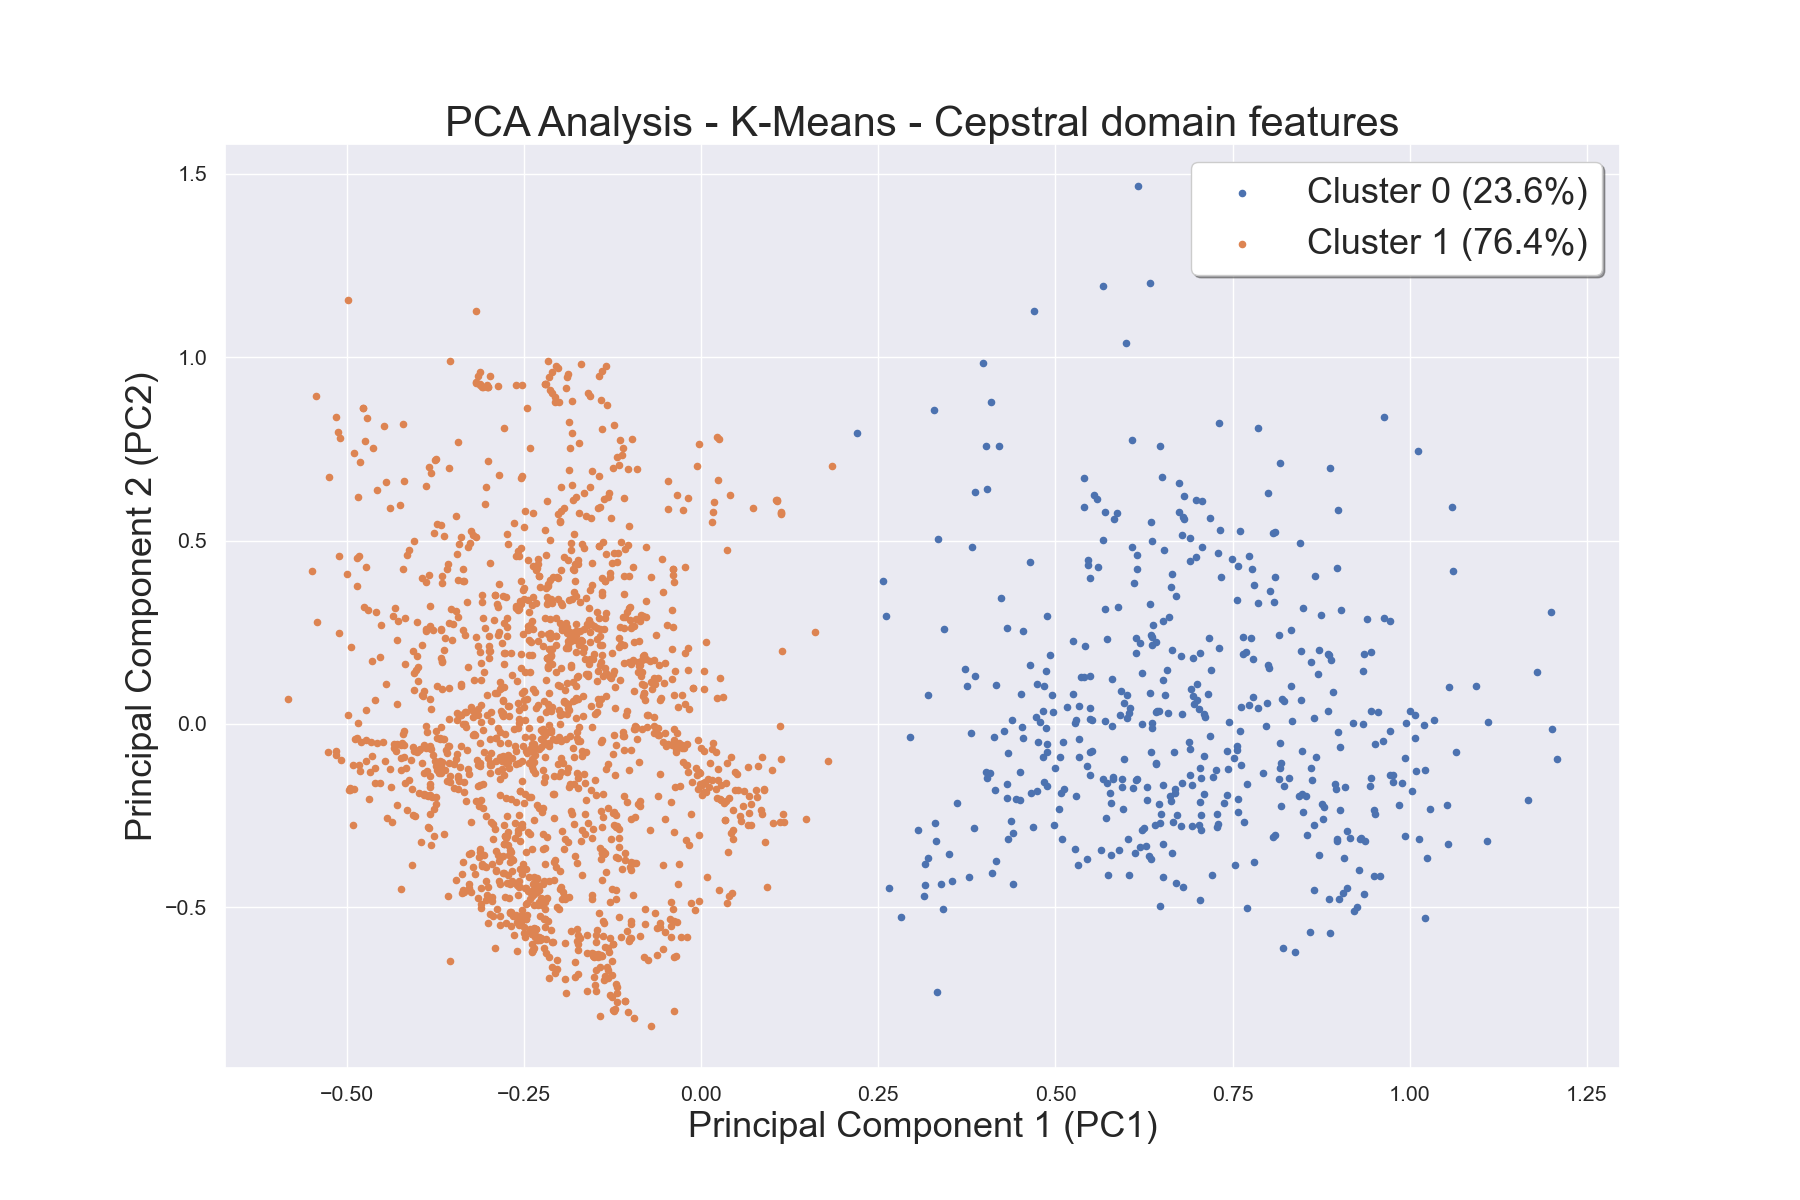 PCA Analysis - K-Means - Cepstral domain features
Cluster 0 (23.6%)
Cluster 1 (76.4%)
Principal Component 2 (PC2)
1.5
1.0
0.5
0.0
−0.5
−0.50
−0.25
0.00
0.25
0.50
0.75
1.00
1.25
Principal Component 1 (PC1)